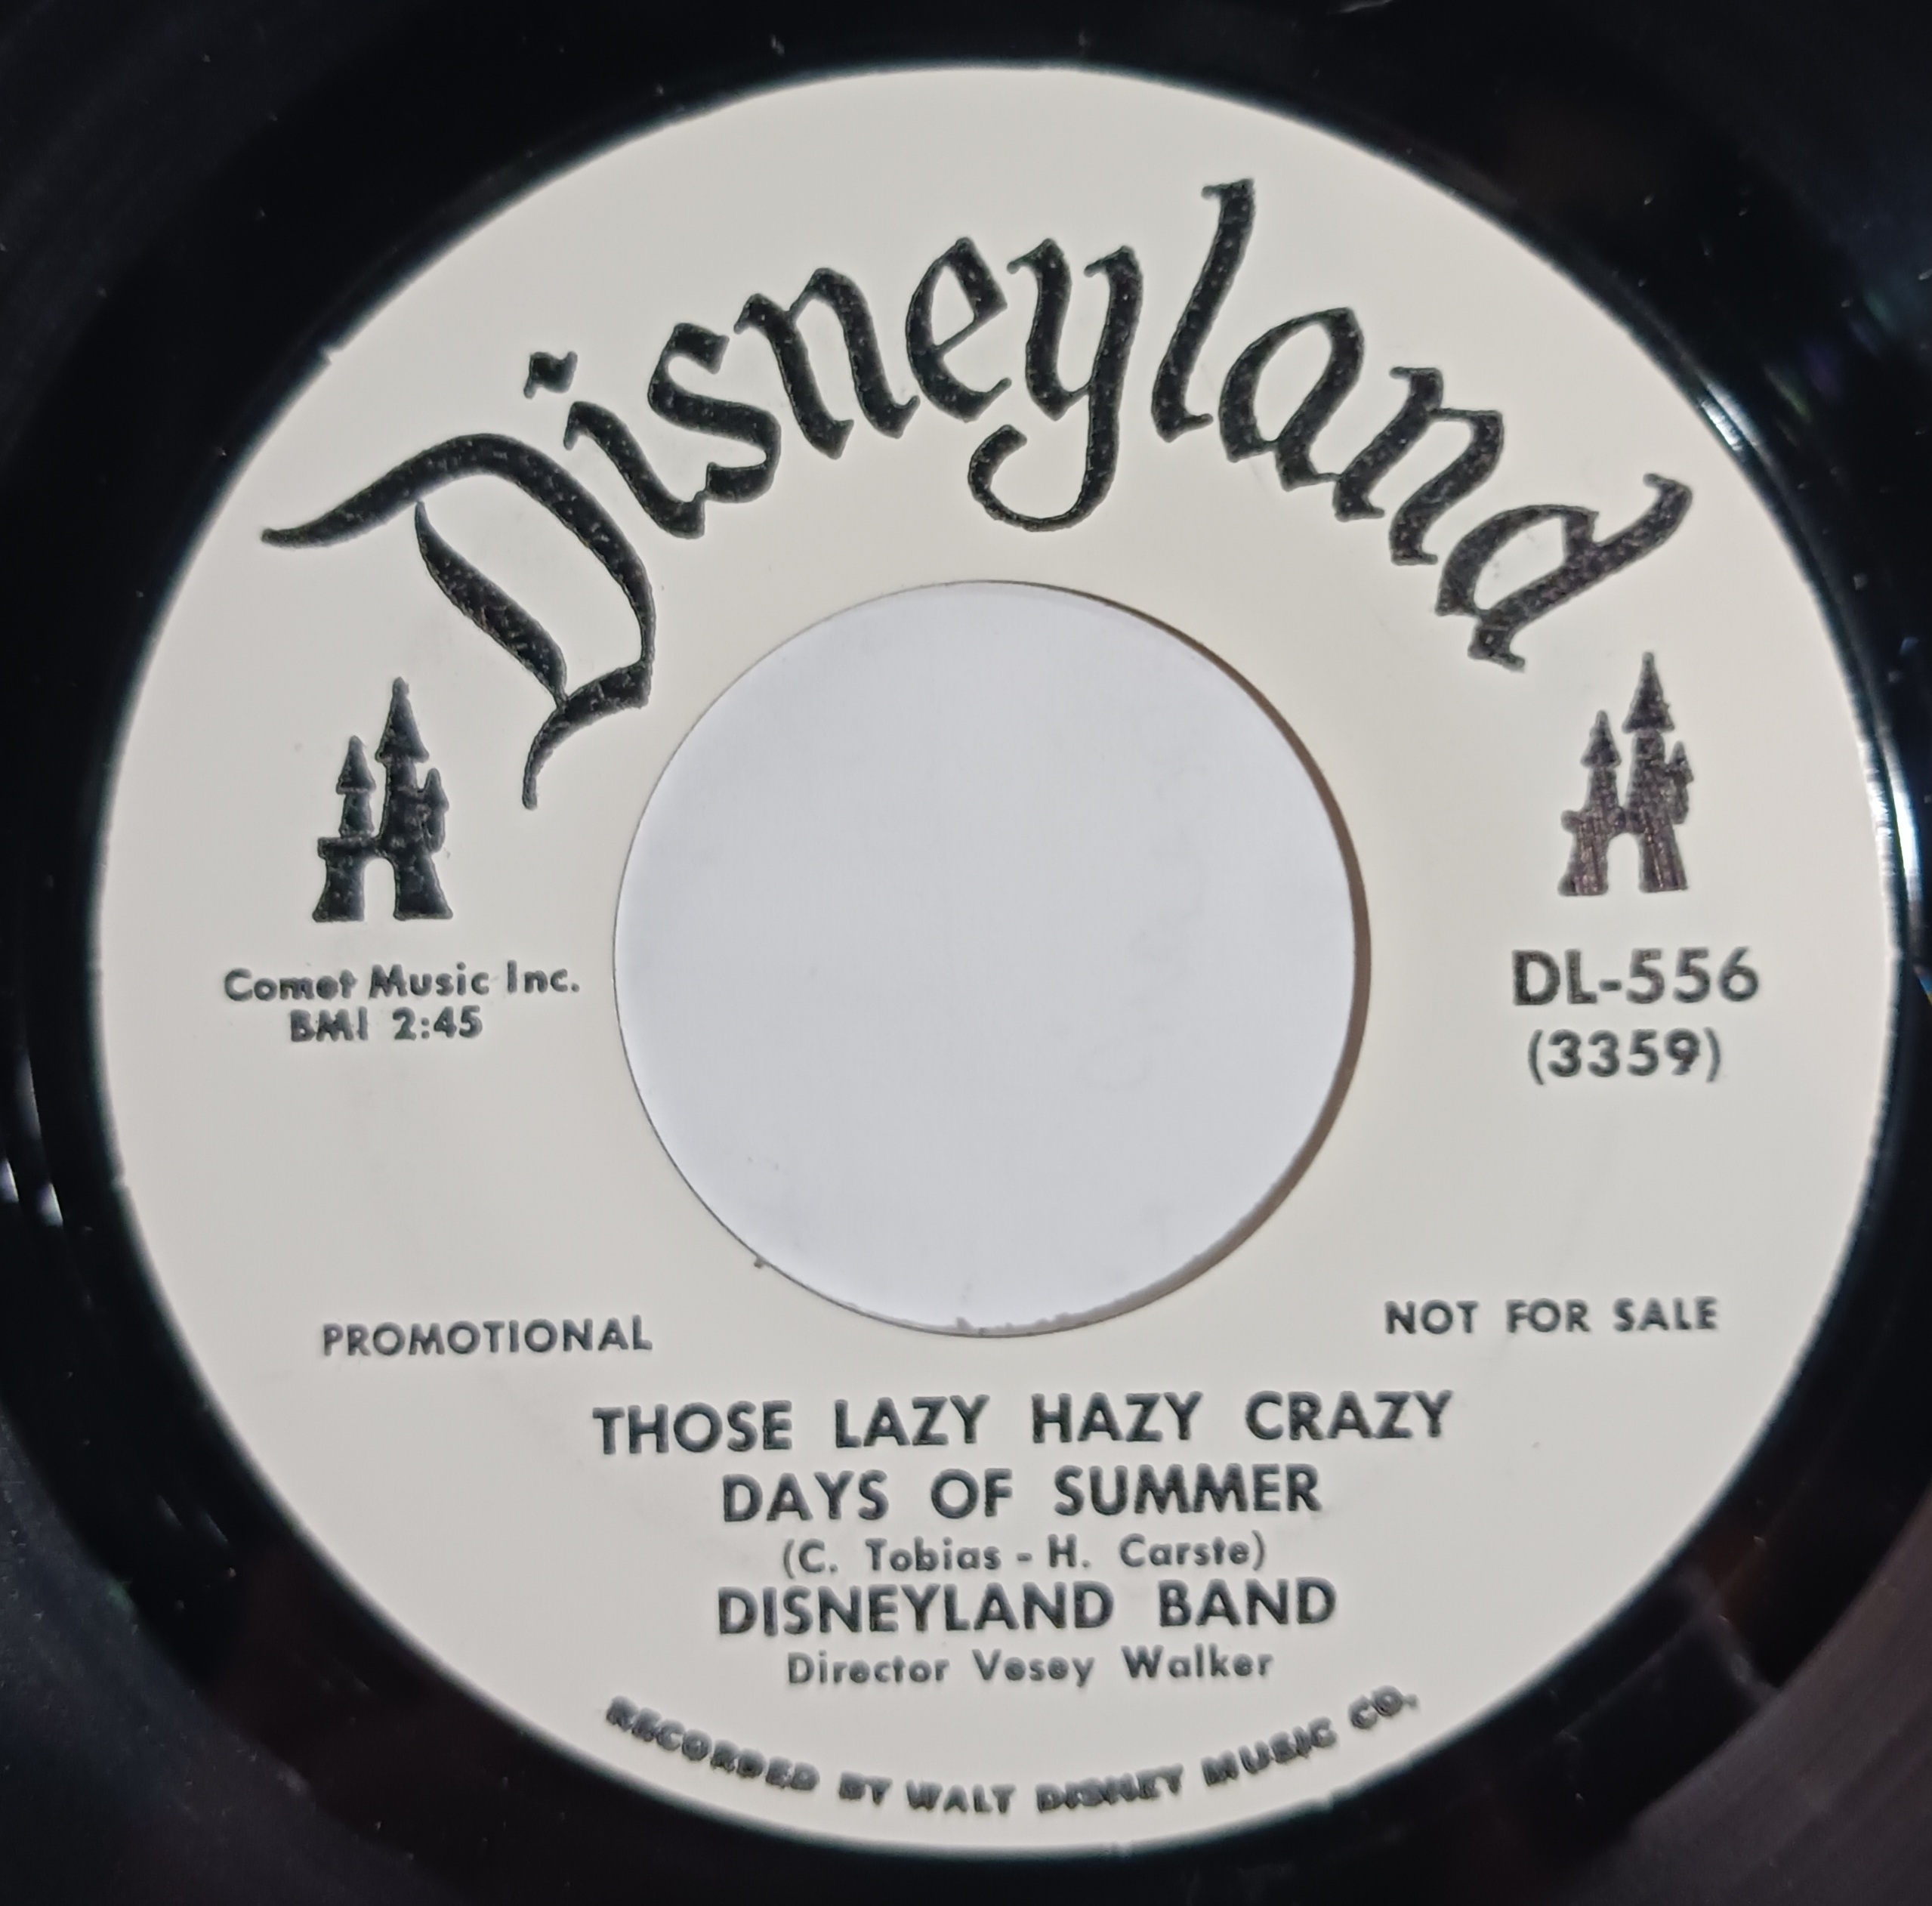 Disneyland
Comet Music Inc.
BMI 2:45
DL-556
(3359)
PROMOTIONAL
NOT FOR SALE
THOSE LAZY HAZY CRAZY
DAYS OF SUMMER
(C. Tobias - H. Carste)
DISNEYLAND BAND
Director Vesey Walker
RECORDED BY WALT DISNEY MUSIC CO.